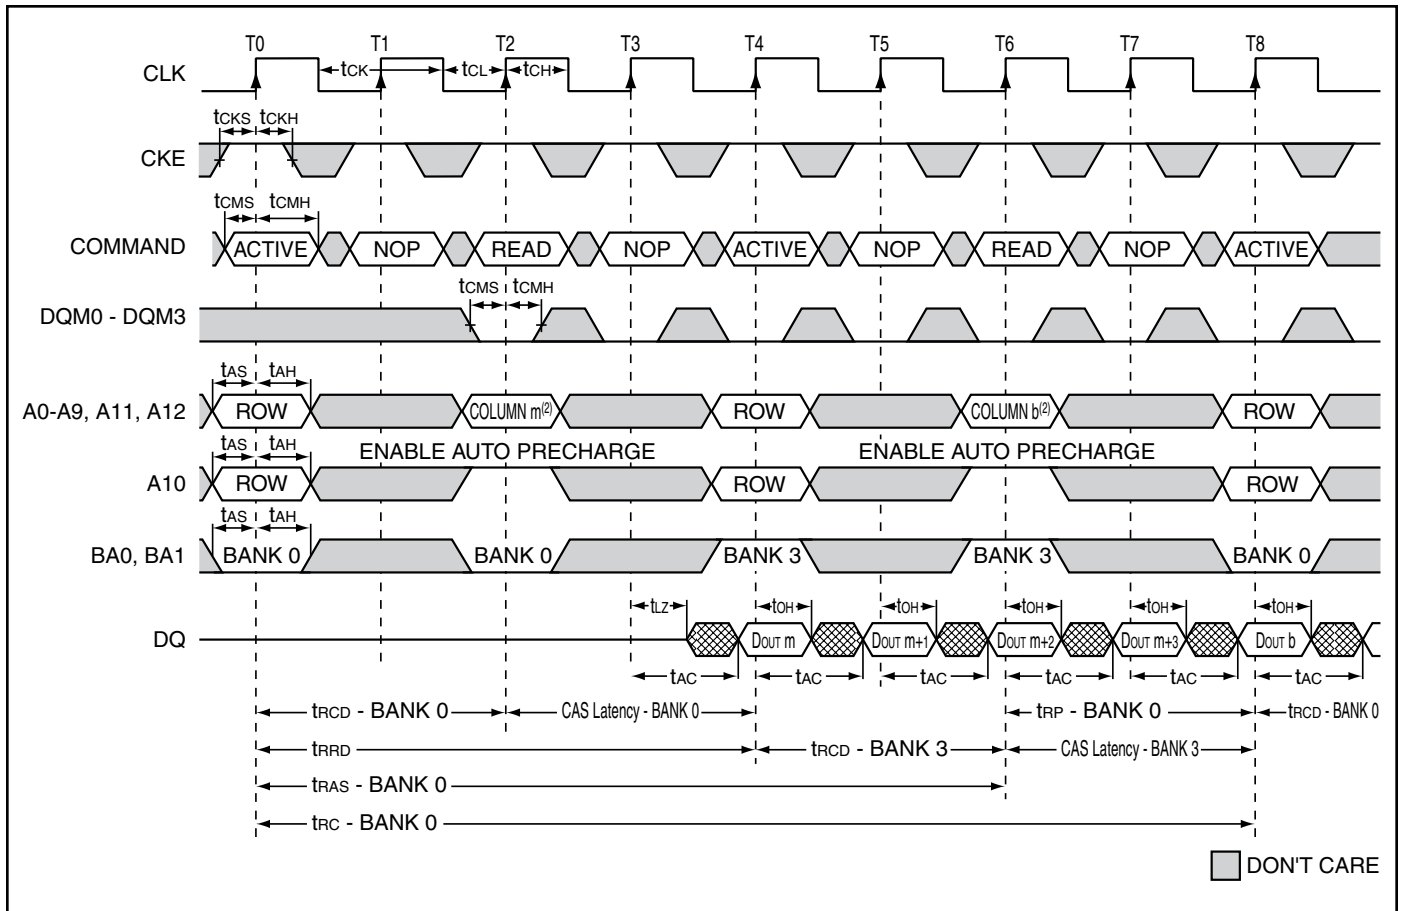 T0 T1 T2 T3 T4 T5 T6 T7 T8
CLK tCK tCL tCH
tCKS tCKH
CKE
tCMS tCMH
COMMAND ACTIVE NOP READ NOP ACTIVE NOP READ NOP ACTIVE
tCMS tCMH
DQM0 - DQM3
tAS tAH
A0-A9, A11, A12 ROW COLUMN m(2) ROW COLUMN b(2) ROW
tAS tAH ENABLE AUTO PRECHARGE ENABLE AUTO PRECHARGE
A10 ROW ROW ROW
tAS tAH
BA0, BA1 BANK 0 BANK 0 BANK 3 BANK 3 BANK 0
tLZ tOH tOH tOH tOH tOH
DQ DOUT m DOUT m+1 DOUT m+2 DOUT m+3 DOUT b
tAC tAC tAC tAC tAC tAC
tRCD - BANK 0 CAS Latency - BANK 0 tRP - BANK 0 tRCD - BANK 0
tRRD tRCD - BANK 3 CAS Latency - BANK 3
tRAS - BANK 0
tRC - BANK 0
DON'T CARE